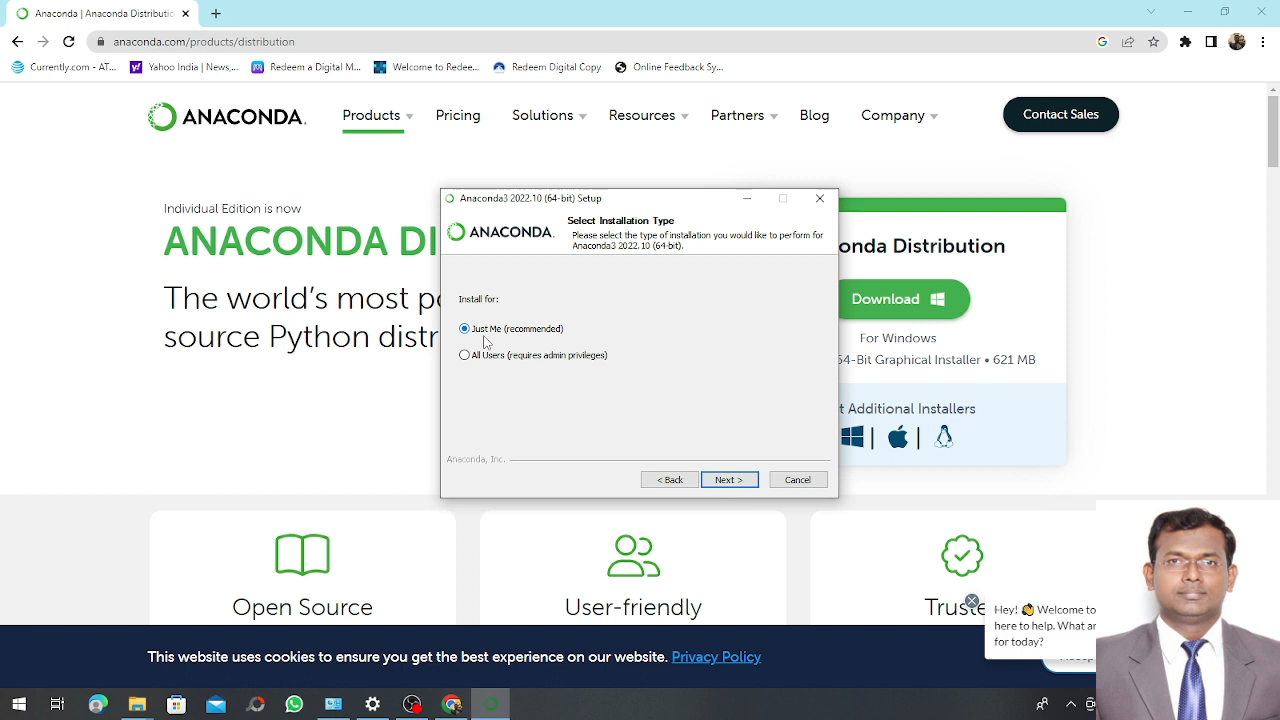 Anaconda | Anaconda Distributic
anaconda.com/products/distribution
Currently.com - AT...
Yahoo India | News,...
Redeem a Digital M...
Welcome to Redee...
Redeem Digital Copy
Online Feedback Sy...
ANACONDA.
Products
Pricing
Solutions
Resources
Partners
Blog
Company
Contact Sales
Individual Edition is now
ANACONDA DI
The world's most po
source Python distr
Anaconda3 2022.10 (64-bit) Setup
ANACONDA.
Select Installation Type
Please select the type of installation you would like to perform for
Anaconda3 2022.10 (64-bit).
Install for:
Just Me (recommended)
All Users (requires admin privileges)
Anaconda, Inc.
< Back
Next >
Cancel
onda Distribution
Download
For Windows
64-Bit Graphical Installer • 621 MB
t Additional Installers
Open Source
User-friendly
Truste
Hey! 👏 Welcome to
here to help. What ar
for today?
This website uses cookies to ensure you get the best experience on our website. Privacy Policy